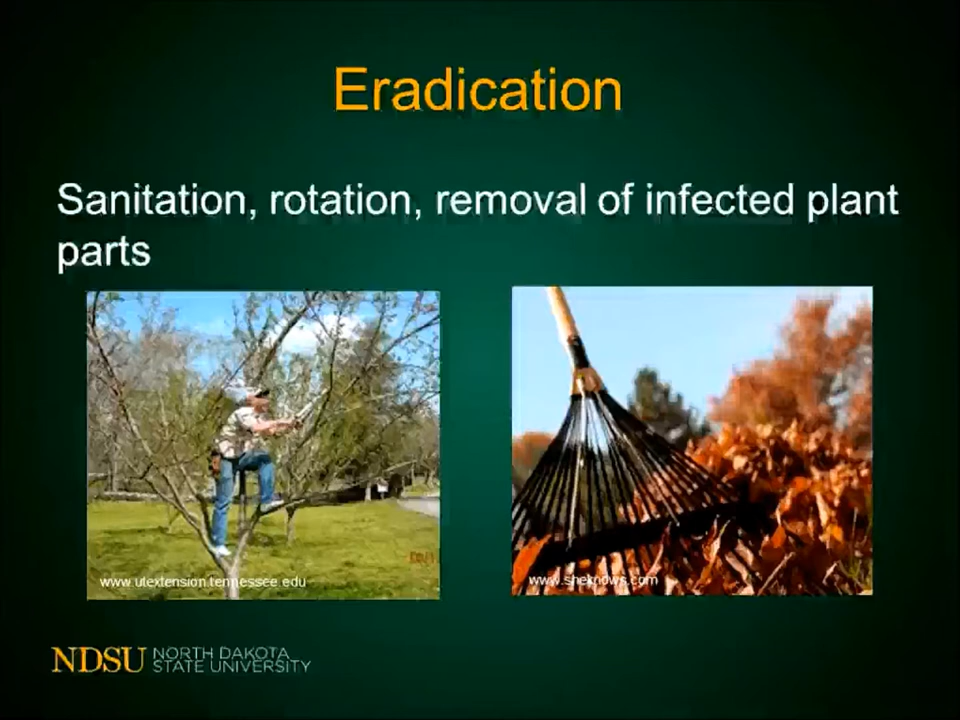 Eradication
Sanitation, rotation, removal of infected plant
parts
www.utextension.tennessee.edu
www.sheknows.com
NDSU NORTH DAKOTA
STATE UNIVERSITY